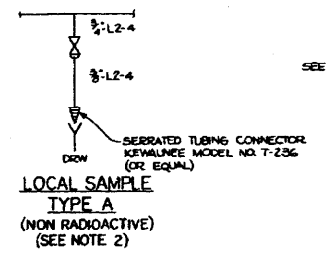 3/4"-L2-4
SEE
3/8"-L2-4
SERRATED TUBING CONNECTOR
KEWAUNEE MODEL NO. T-236
(OR EQUAL)
DRW
LOCAL SAMPLE
TYPE A
(NON RADIOACTIVE)
(SEE NOTE 2)